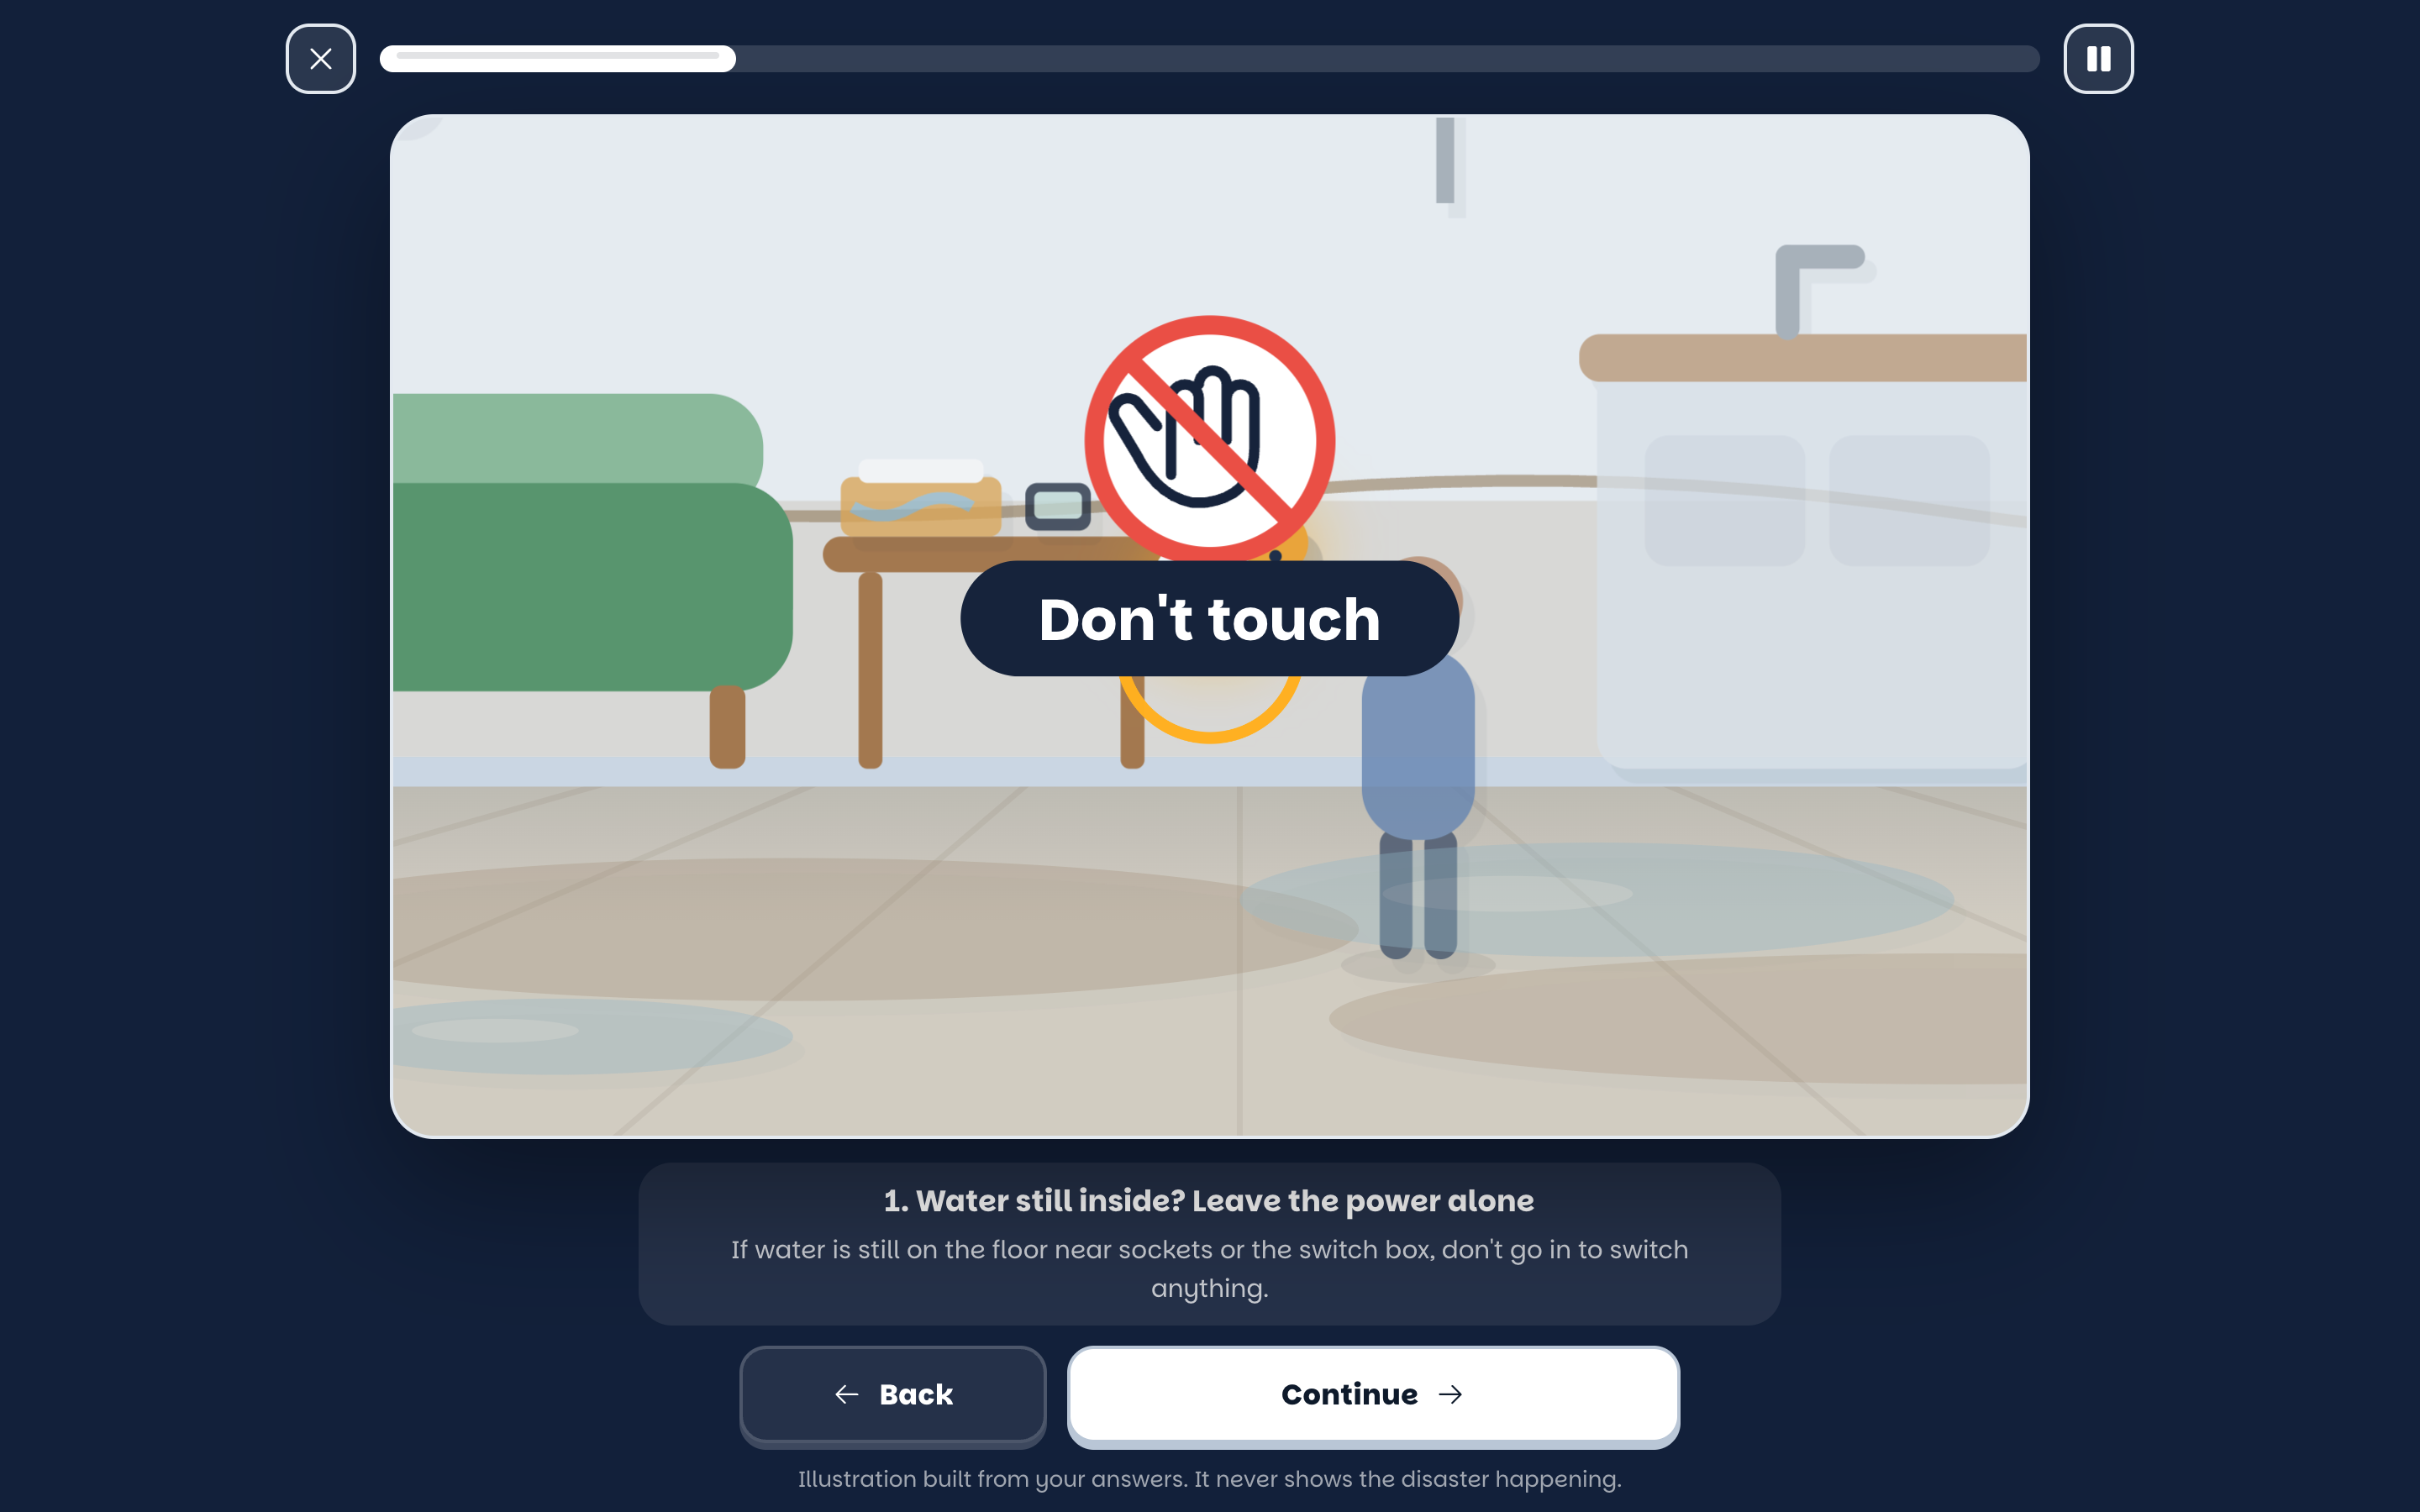 Don't touch
1. Water still inside? Leave the power alone
If water is still on the floor near sockets or the switch box, don't go in to switch
anything.
Back
Continue
Illustration built from your answers. It never shows the disaster happening.